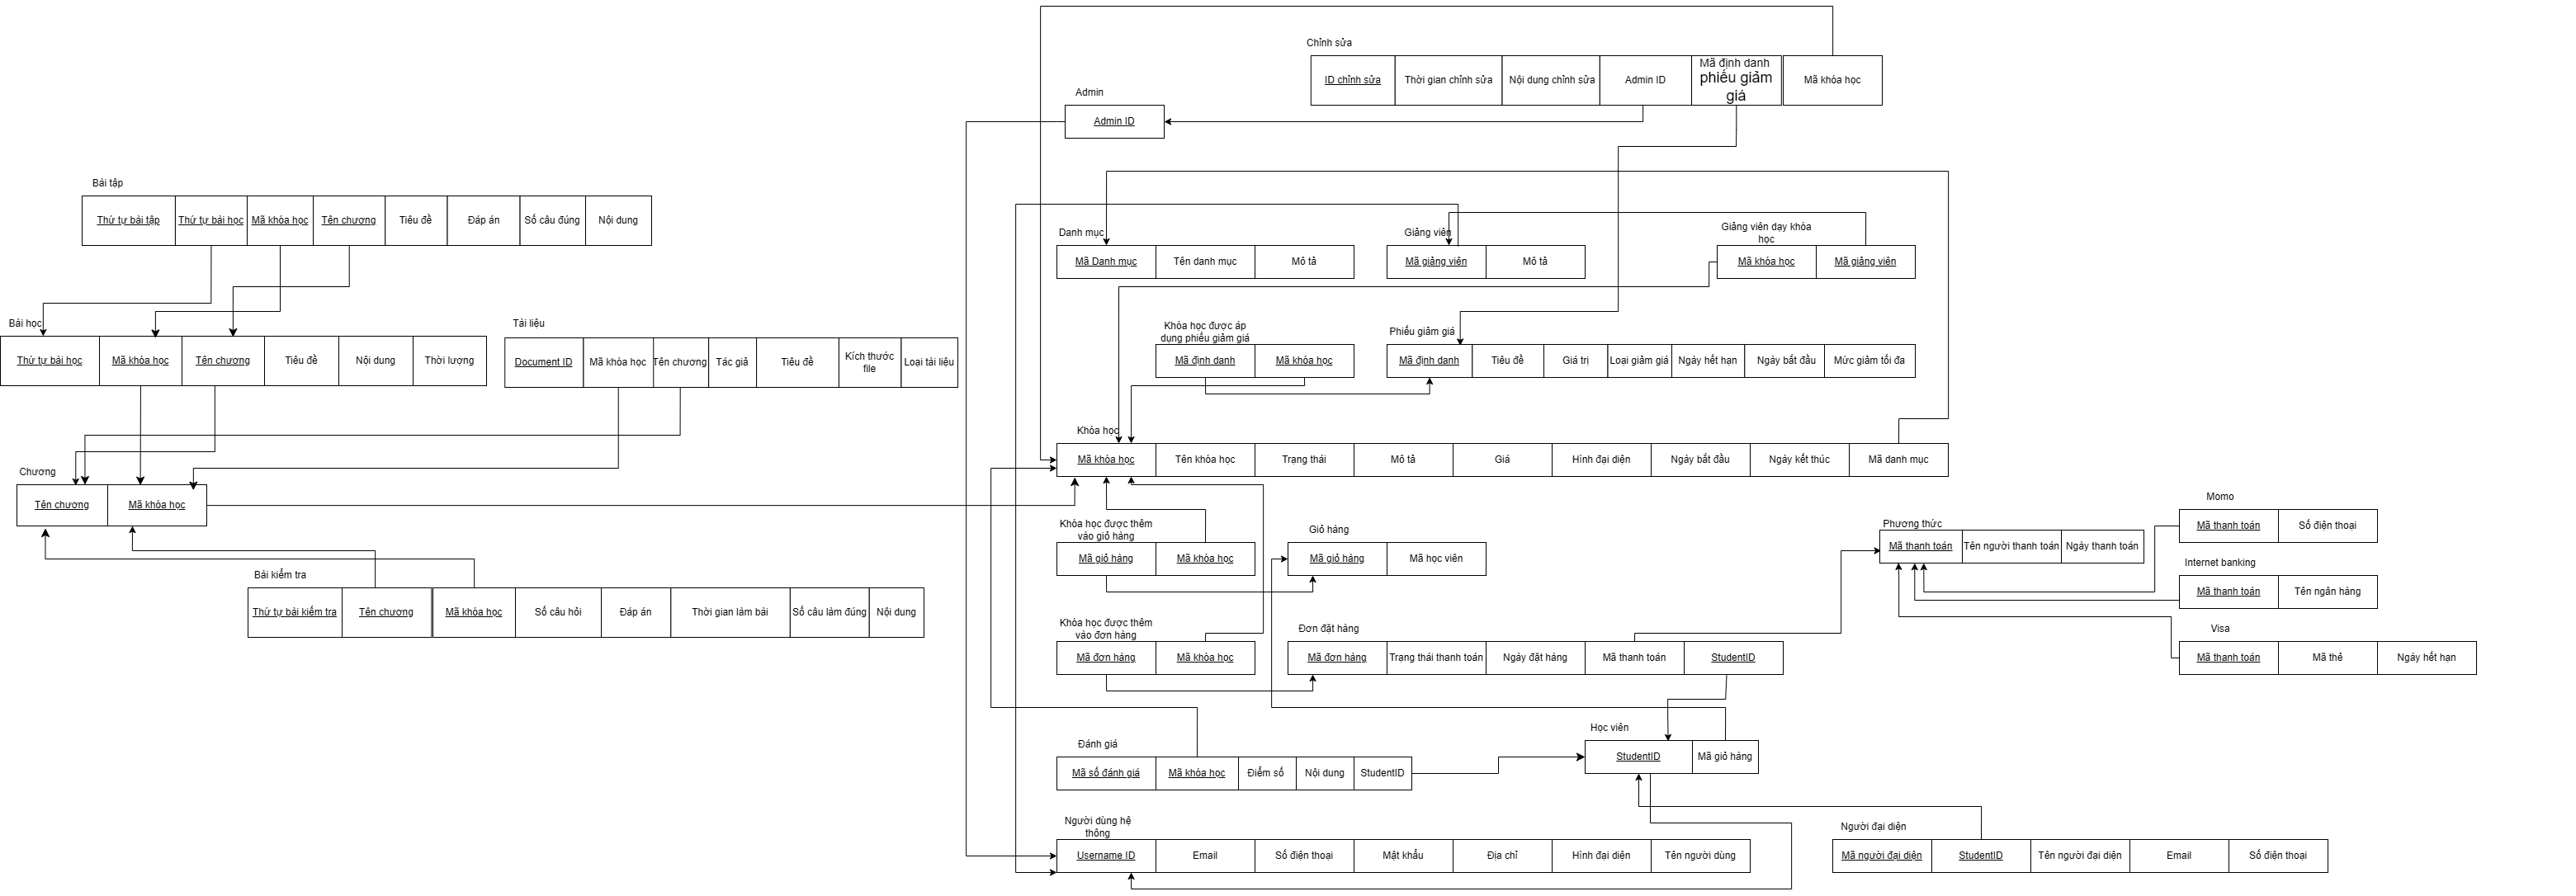 Chỉnh sửa
ID chỉnh sửa
Thời gian chỉnh sửa
Nội dung chỉnh sửa
Admin ID
Mã định danh
phiếu giảm
giá
Mã khóa học
Admin
Admin ID
Bài tập
Thứ tự bài tập
Thứ tự bài học
Mã khóa học
Tên chương
Tiêu đề
Đáp án
Số câu đúng
Nội dung
Danh mục
Mã Danh mục
Tên danh mục
Mô tả
Giảng viên
Mã giảng viên
Mô tả
Giảng viên dạy khóa
học
Mã khóa học
Mã giảng viên
Bài học
Thứ tự bài học
Mã khóa học
Tên chương
Tiêu đề
Nội dung
Thời lượng
Tài liệu
Document ID
Mã khóa học
Tên chương
Tác giả
Tiêu đề
Kích thước
file
Loại tài liệu
Khóa học được áp
dụng phiếu giảm giá
Mã định danh
Mã khóa học
Phiếu giảm giá
Mã định danh
Tiêu đề
Giá trị
Loại giảm giá
Ngày hết hạn
Ngày bắt đầu
Mức giảm tối đa
Khóa học
Mã khóa học
Tên khóa học
Trạng thái
Mô tả
Giá
Hình đại diện
Ngày bắt đầu
Ngày kết thúc
Mã danh mục
Chương
Tên chương
Mã khóa học
Khóa học được thêm
vào giỏ hàng
Mã giỏ hàng
Mã khóa học
Giỏ hàng
Mã giỏ hàng
Mã học viên
Phương thức
Mã thanh toán
Tên người thanh toán
Ngày thanh toán
Momo
Mã thanh toán
Số điện thoại
Internet banking
Mã thanh toán
Tên ngân hàng
Visa
Mã thanh toán
Mã thẻ
Ngày hết hạn
Bài kiểm tra
Thứ tự bài kiểm tra
Tên chương
Mã khóa học
Số câu hỏi
Đáp án
Thời gian làm bài
Số câu làm đúng
Nội dung
Khóa học được thêm
vào đơn hàng
Mã đơn hàng
Mã khóa học
Đơn đặt hàng
Mã đơn hàng
Trạng thái thanh toán
Ngày đặt hàng
Mã thanh toán
StudentID
Học viên
StudentID
Mã giỏ hàng
Đánh giá
Mã số đánh giá
Mã khóa học
Điểm số
Nội dung
StudentID
Người dùng hệ
thông
Username ID
Email
Số điện thoại
Mật khẩu
Địa chỉ
Hình đại diện
Tên người dùng
Người đại diện
Mã người đại diện
StudentID
Tên người đại diện
Email
Số điện thoại